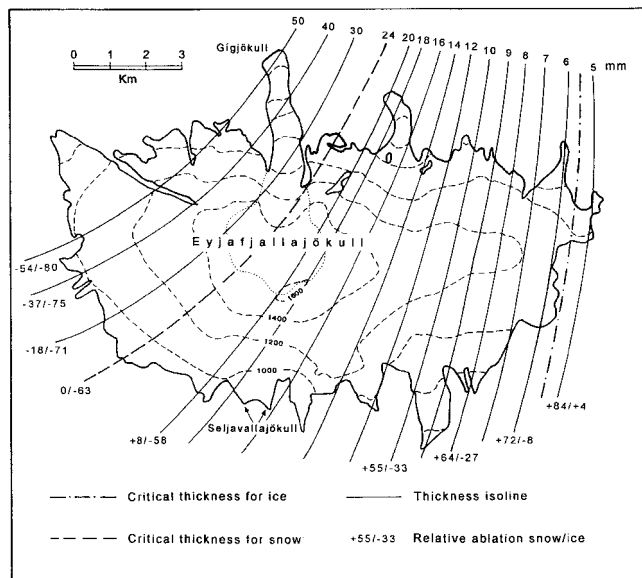 50 40 30 24 20 18 16 14 12 10 9 8 7 6 5 mm
0 1 2 3
Km
Gígjökull
Eyjafjallajökull
-54/-80
-37/-75
-18/-71
0/-63
1600
1400
1200
1000
+84/+4
+72/-8
Seljavallajökull
+8/-58
+64/-27
+55/-33
Critical thickness for ice
Thickness isoline
Critical thickness for snow
+55/-33 Relative ablation snow/ice